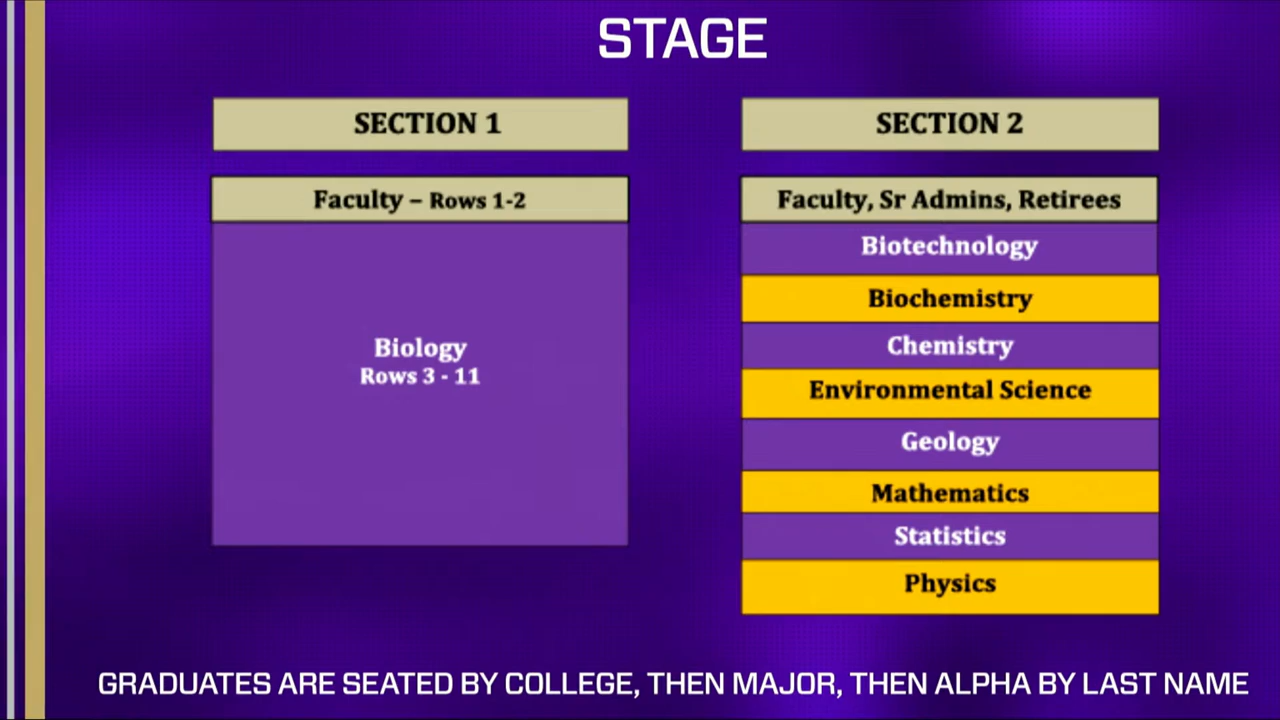 STAGE
SECTION 1
Faculty – Rows 1-2
Biology
Rows 3 - 11
SECTION 2
Faculty, Sr Admins, Retirees
Biotechnology
Biochemistry
Chemistry
Environmental Science
Geology
Mathematics
Statistics
Physics
GRADUATES ARE SEATED BY COLLEGE, THEN MAJOR, THEN ALPHA BY LAST NAME